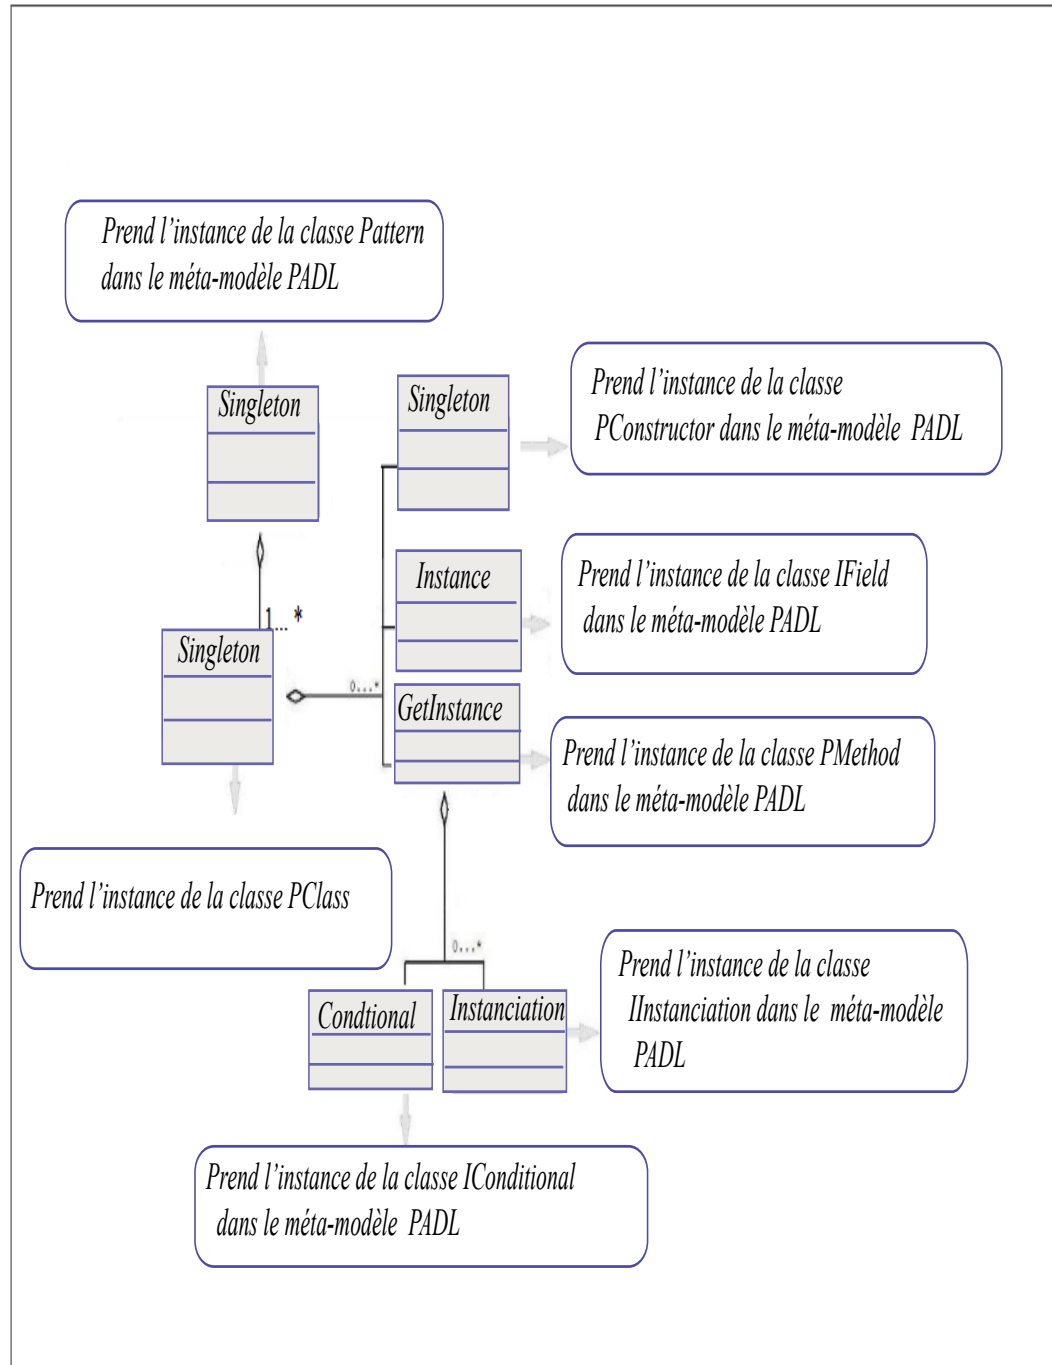 Prend l’instance de la classe Pattern
dans le méta-modèle PADL
Singleton
Singleton
Prend l’instance de la classe
PConstructor dans le méta-modèle PADL
Instance
Prend l’instance de la classe IField
dans le méta-modèle PADL
1...*
Singleton
0...*
GetInstance
Prend l’instance de la classe PMethod
dans le méta-modèle PADL
Prend l’instance de la classe PClass
0...*
Condtional
Instanciation
Prend l’instance de la classe
IInstanciation dans le méta-modèle
PADL
Prend l’instance de la classe IConditional
dans le méta-modèle PADL